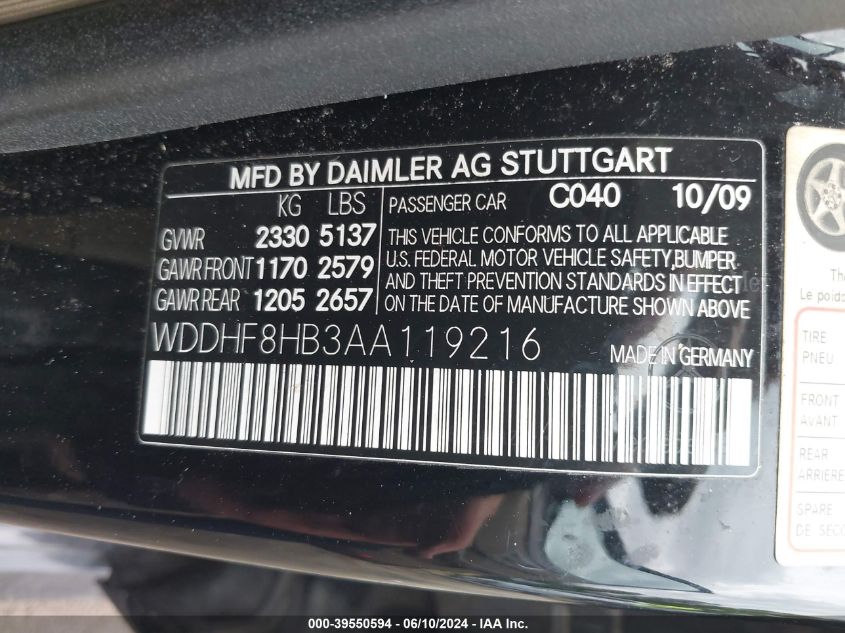 MFD BY DAIMLER AG STUTTGART
KG LBS
GVWR 2330 5137
GAWR FRONT 1170 2579
GAWR REAR 1205 2657
PASSENGER CAR C040 10/09
THIS VEHICLE CONFORMS TO ALL APPLICABLE
U.S. FEDERAL MOTOR VEHICLE SAFETY,BUMPER
AND THEFT PREVENTION STANDARDS IN EFFECT
ON THE DATE OF MANUFACTURE SHOWN ABOVE
WDDHF8HB3AA119216 MADE IN GERMANY
Le poids
TIRE
PNEU
FRONT
AVANT
REAR
ARRIERE
SPARE
DE
000-39550594 - 06/10/2024 - IAA Inc.